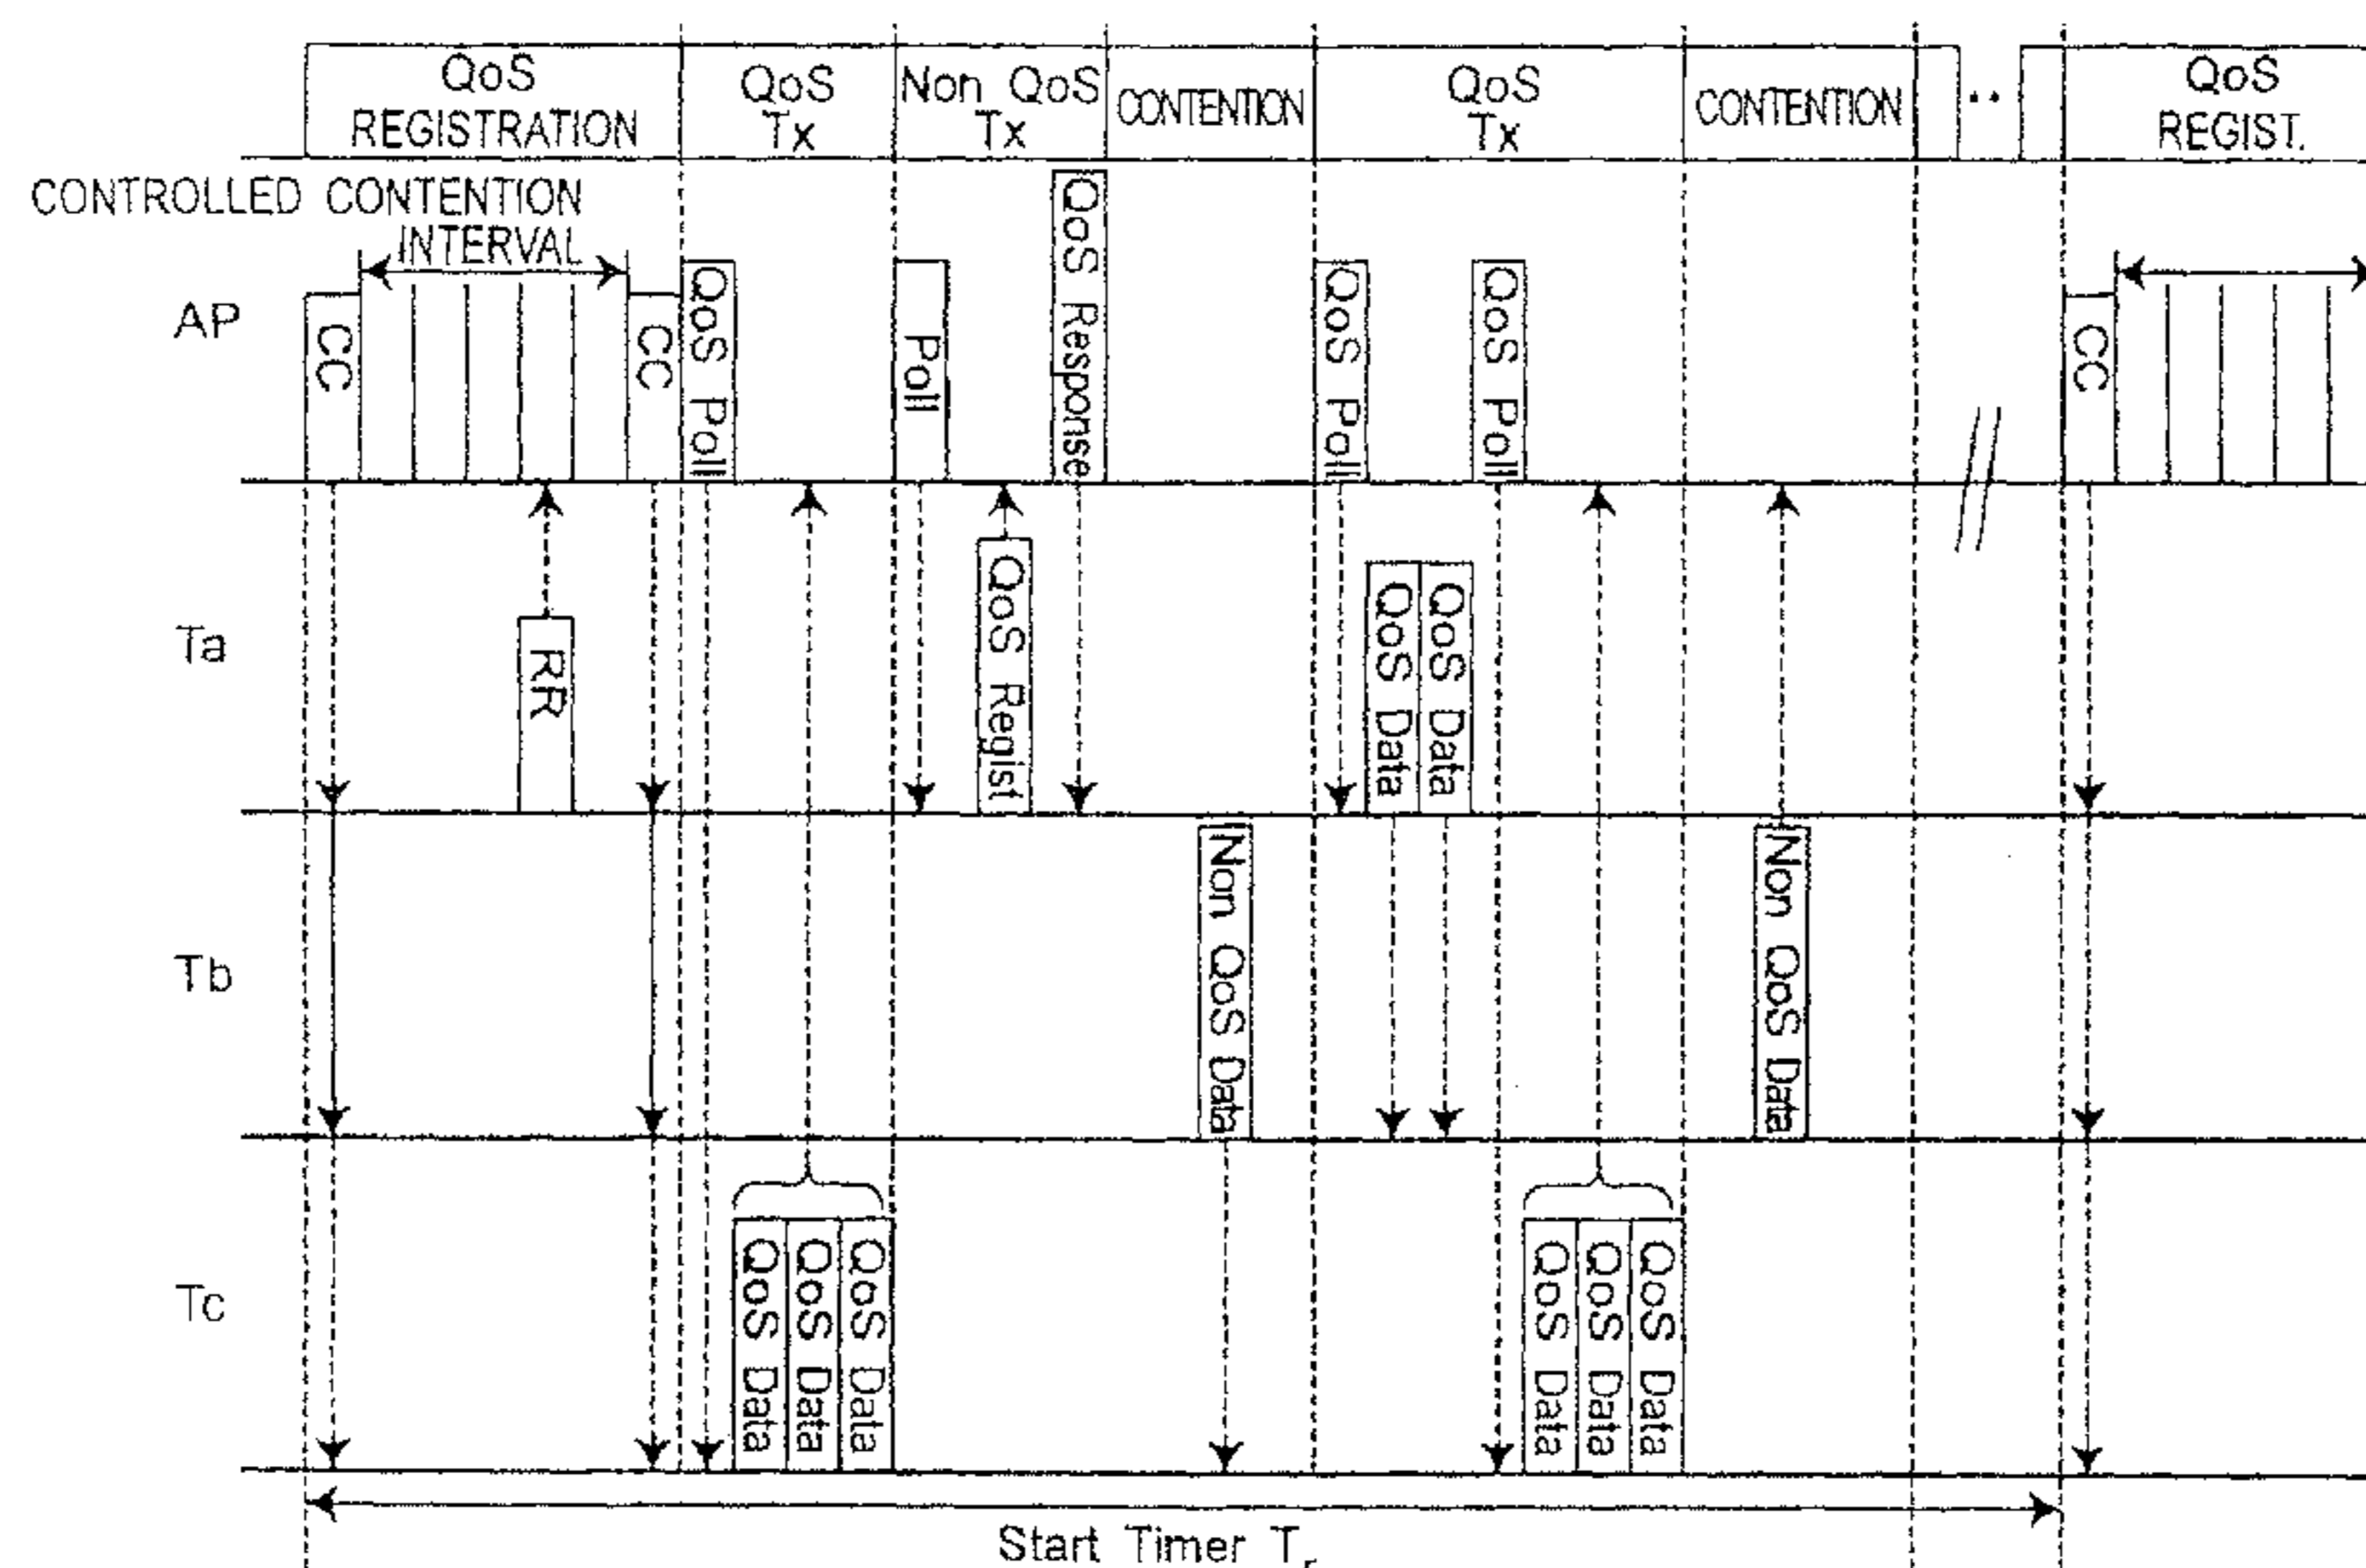 QoS
REGISTRATION
QoS
Tx
Non QoS
Tx
CONTENTION
QoS
Tx
CONTENTION
..
QoS
REGIST.
CONTROLLED CONTENTION
INTERVAL
AP
CC
CC
QoS Poll
Poll
QoS Response
QoS Poll
QoS Poll
CC
Ta
RR
QoS Regist
QoS Data
QoS Data
Tb
Non QoS Data
Non QoS Data
Tc
QoS Data
QoS Data
QoS Data
QoS Data
QoS Data
QoS Data
Start Timer Tr